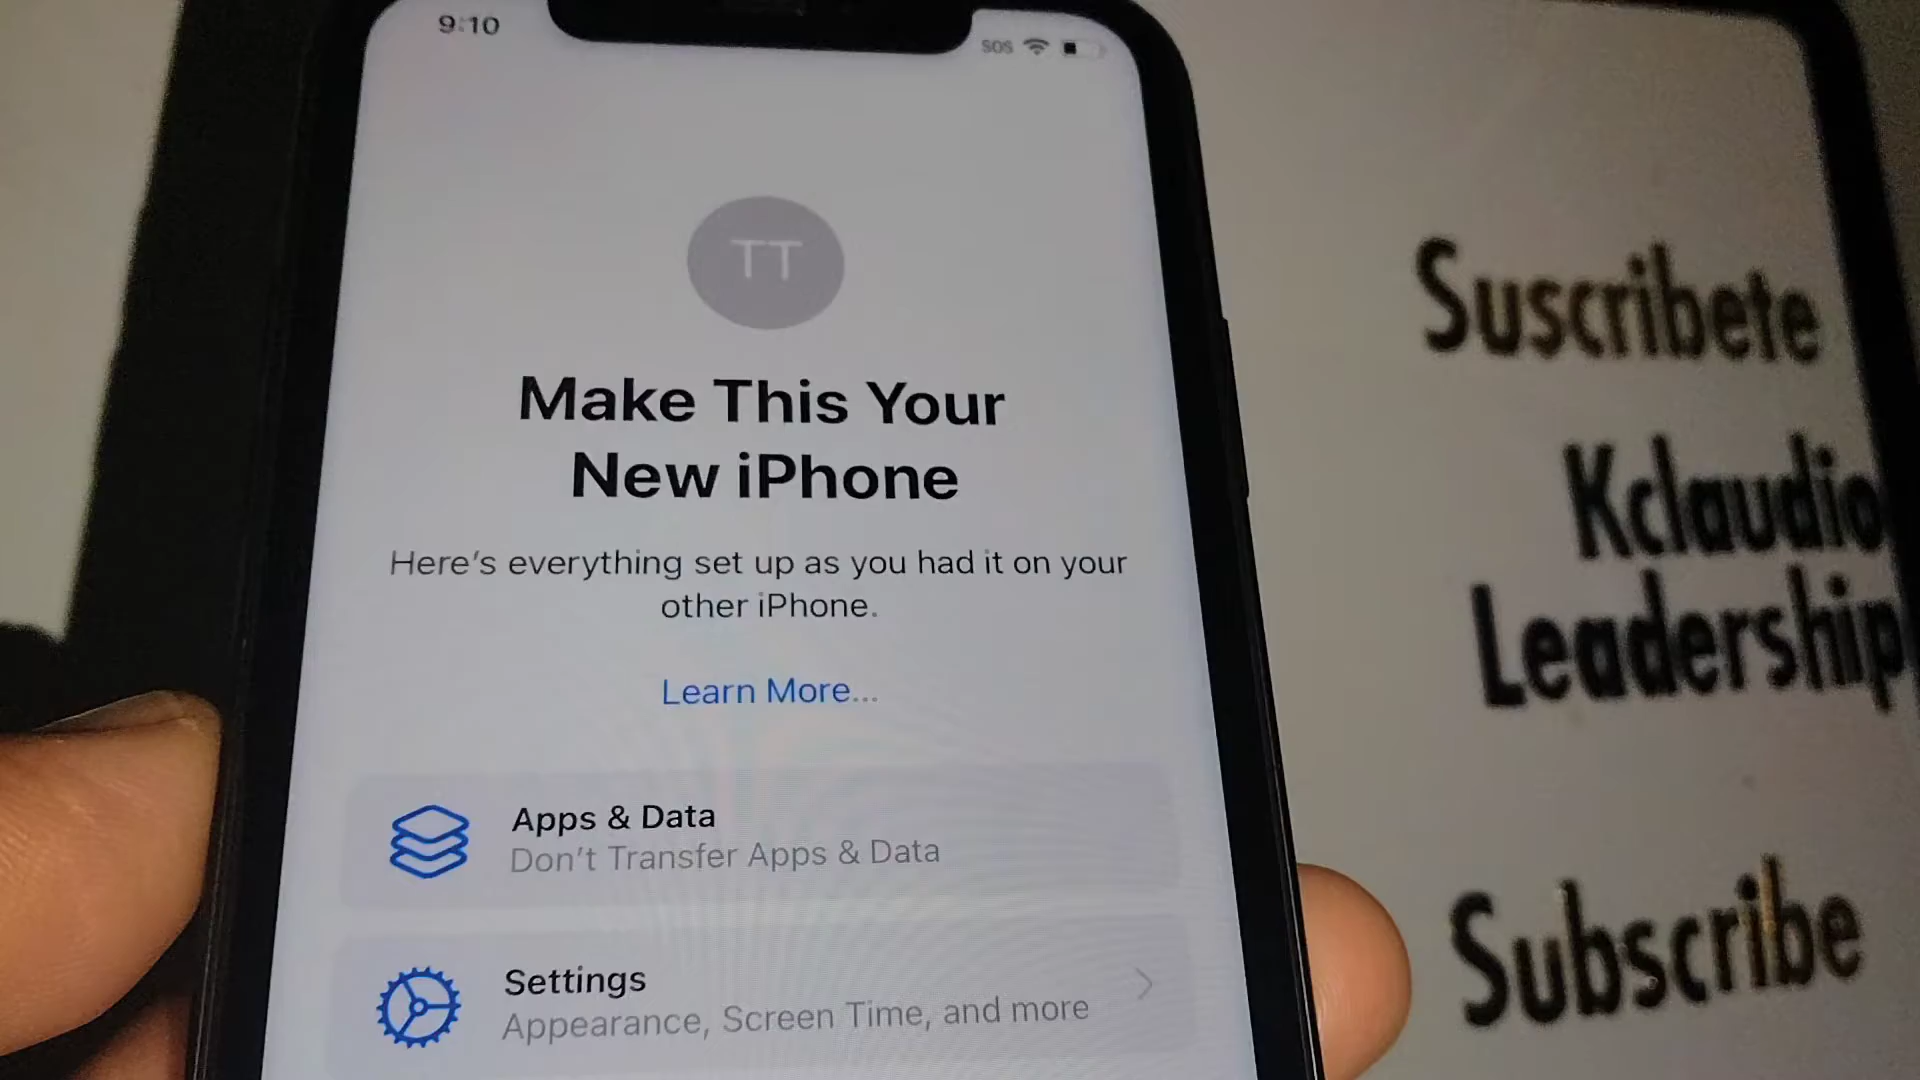 9:10
SOS
TT
Make This Your
New iPhone
Here's everything set up as you had it on your
other iPhone.
Learn More...
Apps & Data
Don't Transfer Apps & Data
Settings
Appearance, Screen Time, and more
Suscribete
Kclaudio
Leadership
Subscribe